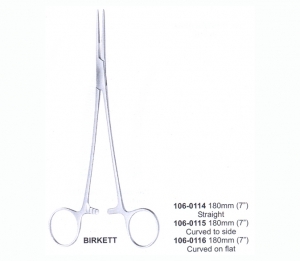 106-0114 180mm (7")
Straight
106-0115 180mm (7")
Curved to side
106-0116 180mm (7")
Curved on flat
BIRKETT